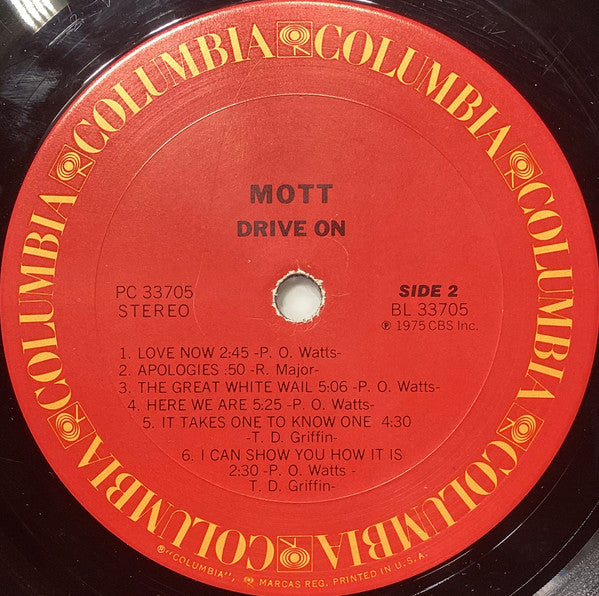 COLUMBIA COLUMBIA COLUMBIA COLUMBIA COLUMBIA COLUMBIA COLUMBIA
MOTT
DRIVE ON
PC 33705
STEREO
SIDE 2
BL 33705
℗ 1975 CBS Inc.
1. LOVE NOW 2:45 -P. O. Watts-
2. APOLOGIES :50 -R. Major-
3. THE GREAT WHITE WAIL 5:06 -P. O. Watts-
4. HERE WE ARE 5:25 -P. O. Watts-
5. IT TAKES ONE TO KNOW ONE 4:30
-T. D. Griffin-
6. I CAN SHOW YOU HOW IT IS
2:30 -P. O. Watts -
T. D. Griffin-
®"COLUMBIA", MARCAS REG. PRINTED IN U.S.A.